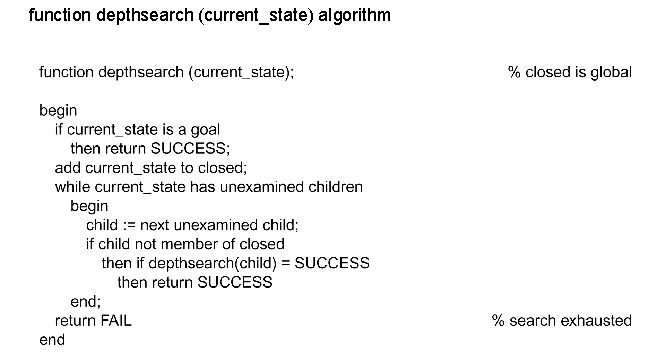 function depthsearch (current_state) algorithm
function depthsearch (current_state); % closed is global
begin
if current_state is a goal
then return SUCCESS;
add current_state to closed;
while current_state has unexamined children
begin
child := next unexamined child;
if child not member of closed
then if depthsearch(child) = SUCCESS
then return SUCCESS
end;
return FAIL % search exhausted
end